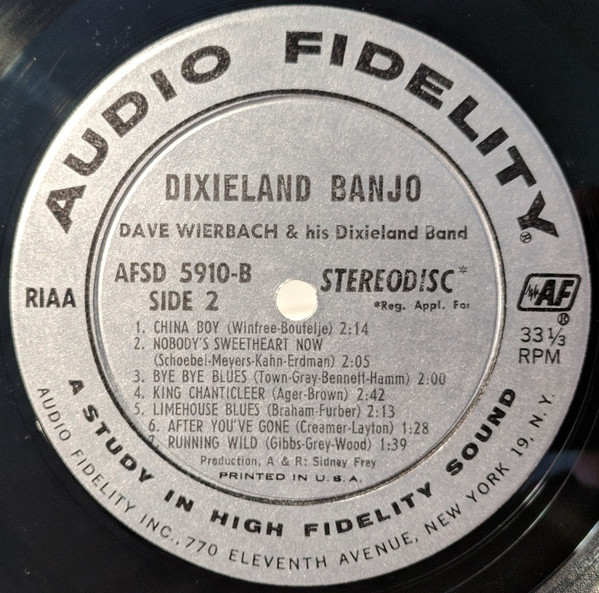 AUDIO FIDELITY®
DIXIELAND BANJO
DAVE WIERBACH & his Dixieland Band
AFSD 5910-B
SIDE 2
STEREODISC*
*Reg. Appl. For
RIAA
AF®
33 1/3
RPM
1. CHINA BOY (Winfree-Boutelje) 2:14
2. NOBODY'S SWEETHEART NOW
(Schoebel-Meyers-Kahn-Erdman) 2:05
3. BYE BYE BLUES (Town-Gray-Bennett-Hamm) 2:00
4. KING CHANTICLEER (Ager-Brown) 2:42
5. LIMEHOUSE BLUES (Braham-Furber) 2:13
6. AFTER YOU'VE GONE (Creamer-Layton) 1:28
7. RUNNING WILD (Gibbs-Grey-Wood) 1:39
Production, A & R: Sidney Frey
PRINTED IN U.S.A.
A STUDY IN HIGH FIDELITY SOUND
AUDIO FIDELITY INC., 770 ELEVENTH AVENUE, NEW YORK 19, N.Y.